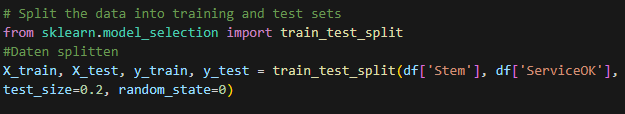 # Split the data into training and test sets
from sklearn.model_selection import train_test_split
#Daten splitten
X_train, X_test, y_train, y_test = train_test_split(df['Stem'], df['ServiceOK'],
test_size=0.2, random_state=0)